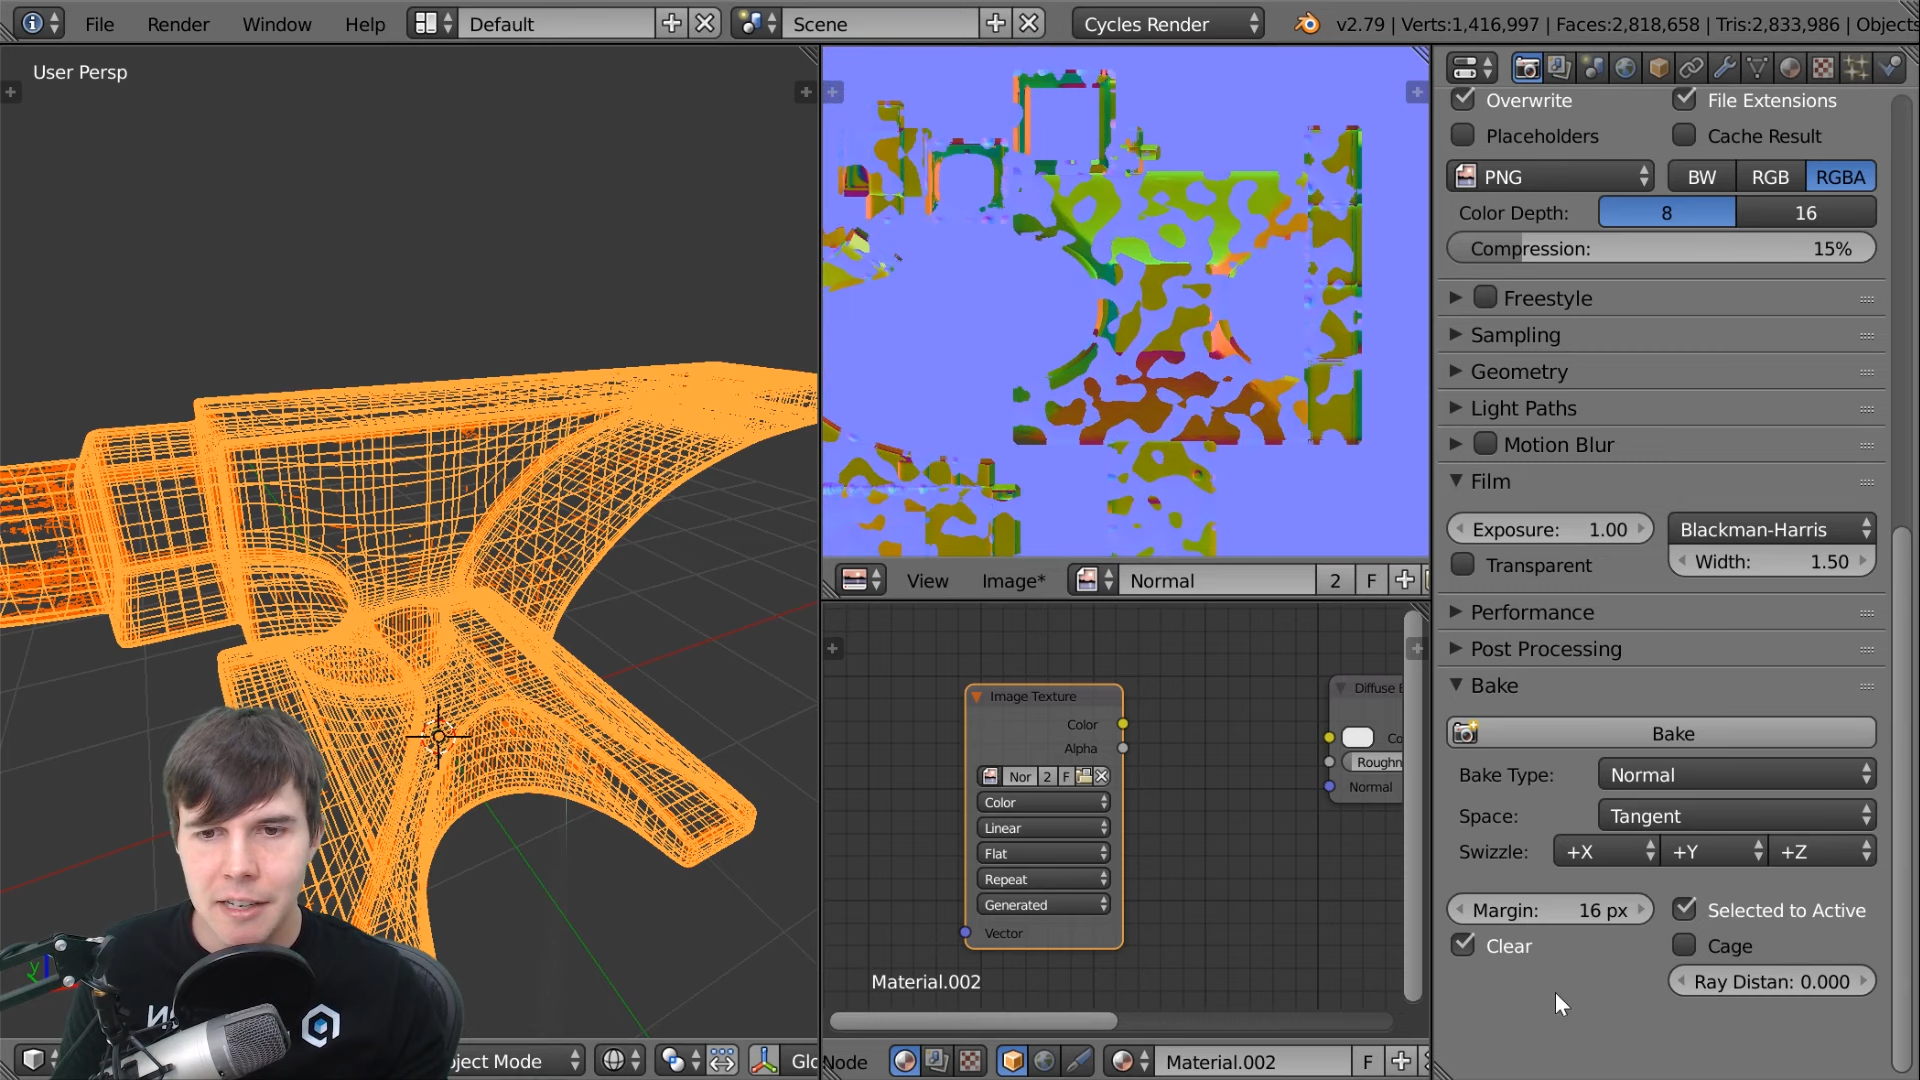 File Render Window Help Default Scene Cycles Render v2.79 | Verts:1,416,997 | Faces:2,818,658 | Tris:2,833,986 | Objects
User Persp
Overwrite File Extensions
Placeholders Cache Result
PNG BW RGB RGBA
Color Depth: 8 16
Compression: 15%
Freestyle
Sampling
Geometry
Light Paths
Motion Blur
Film
Exposure: 1.00 Blackman-Harris
Transparent Width: 1.50
Performance
Post Processing
Bake
Bake
Bake Type: Normal
Space: Tangent
Swizzle: +X +Y +Z
Margin: 16 px Selected to Active
Clear Cage
Ray Distan: 0.000
View Image* Normal 2 F
Image Texture
Color
Alpha
Nor 2 F
Color
Linear
Flat
Repeat
Generated
Vector
Diffuse
Co
Roughn
Normal
Material.002
y
bject Mode Glo
Node Material.002 F